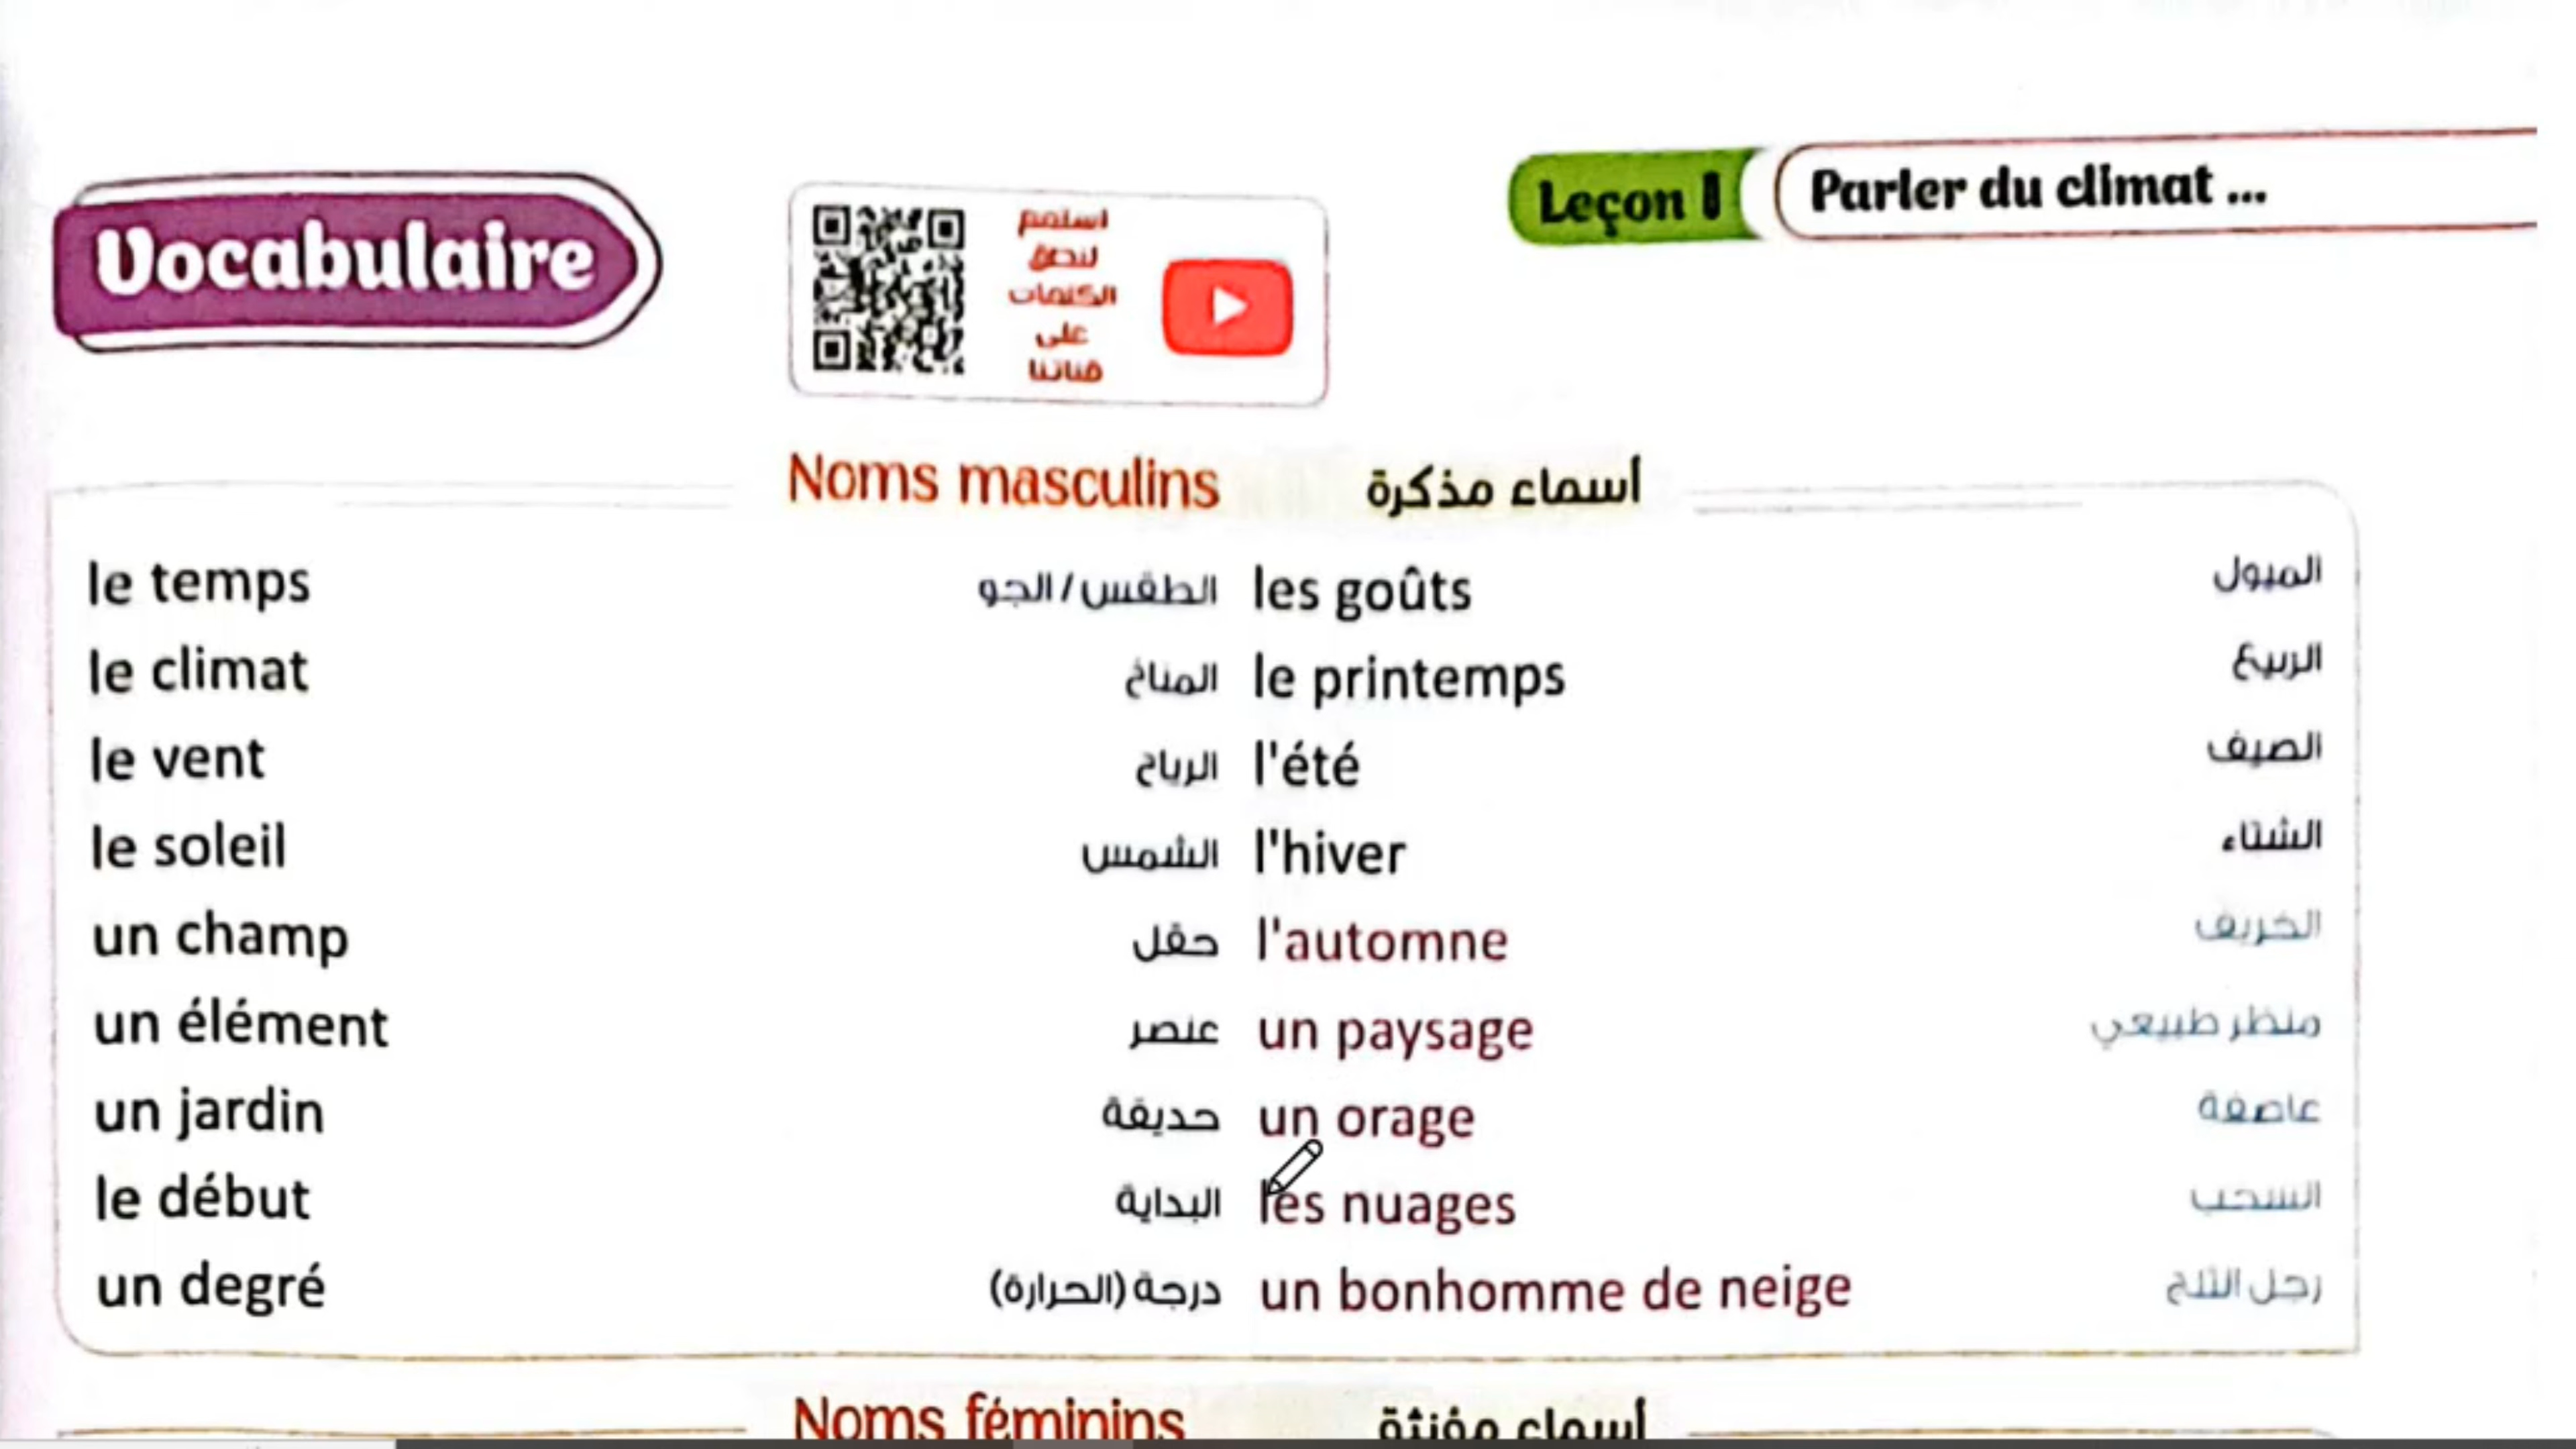 Vocabulaire
استمع
لنطق
الكلمات
على
قناتنا
Leçon 1 Parler du climat ...
Noms masculins أسماء مذكرة
le temps الطقس / الجو les goûts الميول
le climat المناخ le printemps الربيع
le vent الرياح l'été الصيف
le soleil الشمس l'hiver الشتاء
un champ حقل l'automne الخريف
un élément عنصر un paysage منظر طبيعي
un jardin حديقة un orage عاصفة
le début البداية les nuages السحب
un degré درجة (الحرارة) un bonhomme de neige رجل الثلج
Noms féminins أسماء مؤنثة